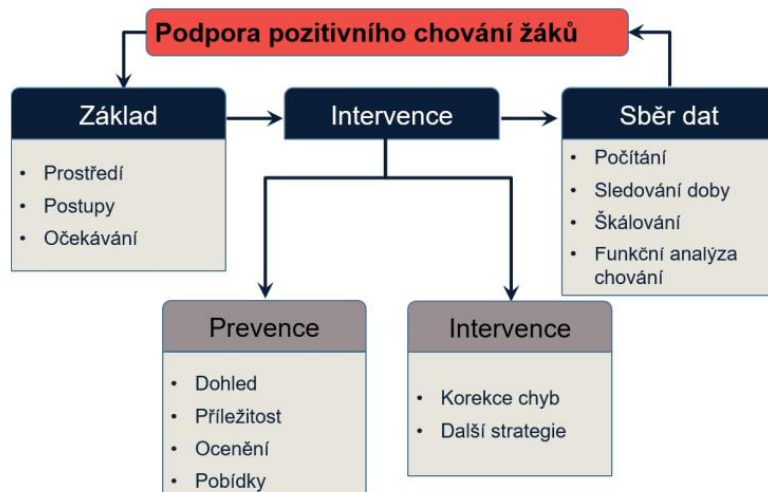 Podpora pozitivního chování žáků
Základ
Prostředí
Postupy
Očekávání
Intervence
Sběr dat
Počítání
Sledování doby
Škálování
Funkční analýza
chování
Prevence
Dohled
Příležitost
Ocenění
Pobídky
Intervence
Korekce chyb
Další strategie